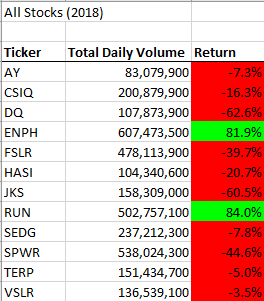 All Stocks (2018)
Ticker Total Daily Volume Return
AY 83,079,900 -7.3%
CSIQ 200,879,900 -16.3%
DQ 107,873,900 -62.6%
ENPH 607,473,500 81.9%
FSLR 478,113,900 -39.7%
HASI 104,340,600 -20.7%
JKS 158,309,000 -60.5%
RUN 502,757,100 84.0%
SEDG 237,212,300 -7.8%
SPWR 538,024,300 -44.6%
TERP 151,434,700 -5.0%
VSLR 136,539,100 -3.5%